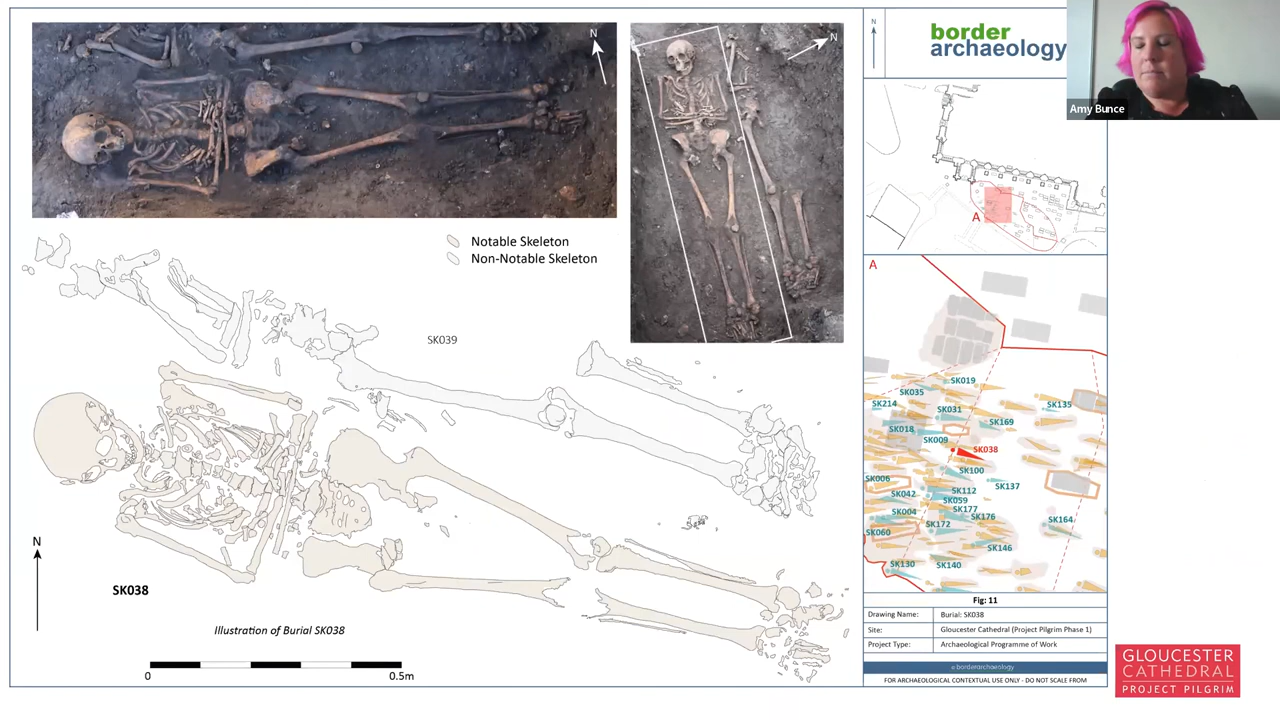 N
N
Notable Skeleton
Non-Notable Skeleton
SK039
N
SK038
Illustration of Burial SK038
0
0.5m
N
border
archaeology
Amy Bunce
A
A
SK019
SK035
SK214
SK031
SK135
SK018
SK169
SK009
SK038
SK100
SK006
SK137
SK042
SK112
SK059
SK004
SK177
SK176
SK172
SK164
SK060
SK146
SK130
SK140
Fig: 11
Drawing Name:
Burial: SK038
Site:
Gloucester Cathedral (Project Pilgrim Phase 1)
Project Type:
Archaeological Programme of Work
© borderarchaeology
FOR ARCHAEOLOGICAL CONTEXTUAL USE ONLY - DO NOT SCALE FROM
GLOUCESTER
CATHEDRAL
PROJECT PILGRIM